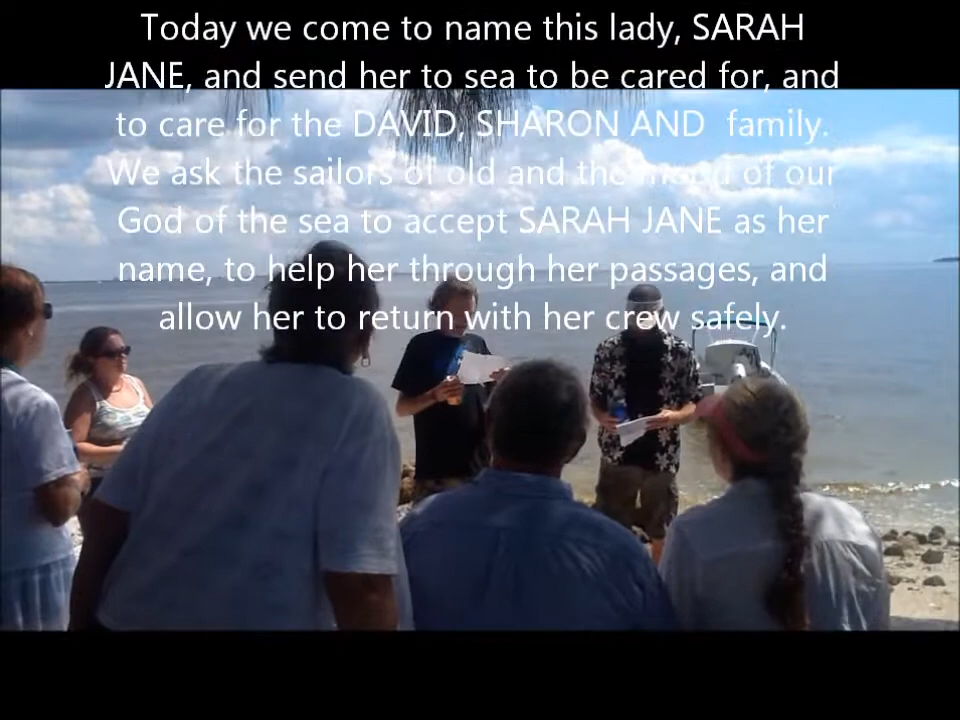 Today we come to name this lady, SARAH
JANE, and send her to sea to be cared for, and
to care for the DAVID, SHARON AND family.
We ask the sailors of old and the mood of our
God of the sea to accept SARAH JANE as her
name, to help her through her passages, and
allow her to return with her crew safely.